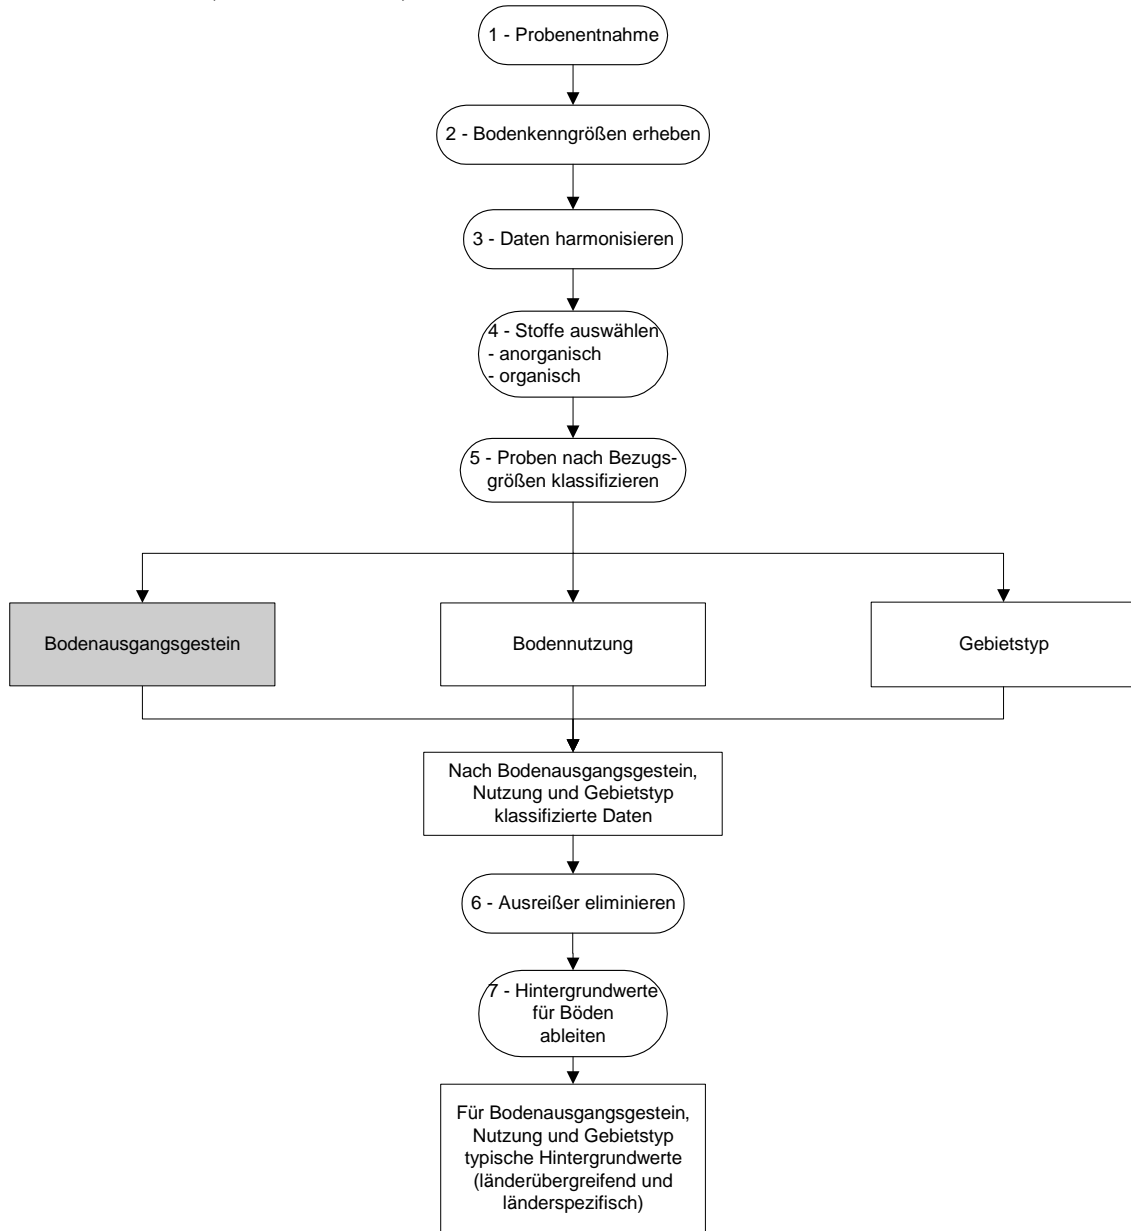 1 - Probenentnahme
2 - Bodenkenngrößen erheben
3 - Daten harmonisieren
4 - Stoffe auswählen
- anorganisch
- organisch
5 - Proben nach Bezugs-
größen klassifizieren
Bodenausgangsgestein
Bodennutzung
Gebietstyp
Nach Bodenausgangsgestein,
Nutzung und Gebietstyp
klassifizierte Daten
6 - Ausreißer eliminieren
7 - Hintergrundwerte
für Böden
ableiten
Für Bodenausgangsgestein,
Nutzung und Gebietstyp
typische Hintergrundwerte
(länderübergreifend und
länderspezifisch)